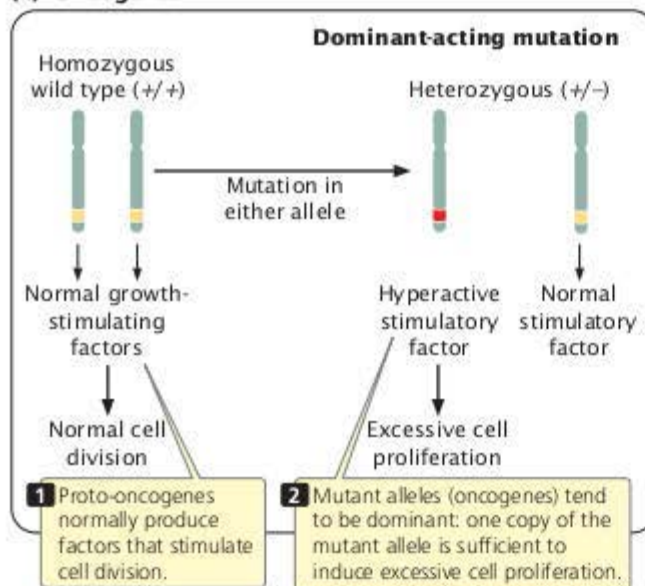 Dominant-acting mutation
Homozygous
wild type (+/+)
Heterozygous (+/–)
Mutation in
either allele
Normal growth-
stimulating
factors
Hyperactive
stimulatory
factor
Normal
stimulatory
factor
Normal cell
division
Excessive cell
proliferation
1 Proto-oncogenes
normally produce
factors that stimulate
cell division.
2 Mutant alleles (oncogenes) tend
to be dominant: one copy of the
mutant allele is sufficient to
induce excessive cell proliferation.